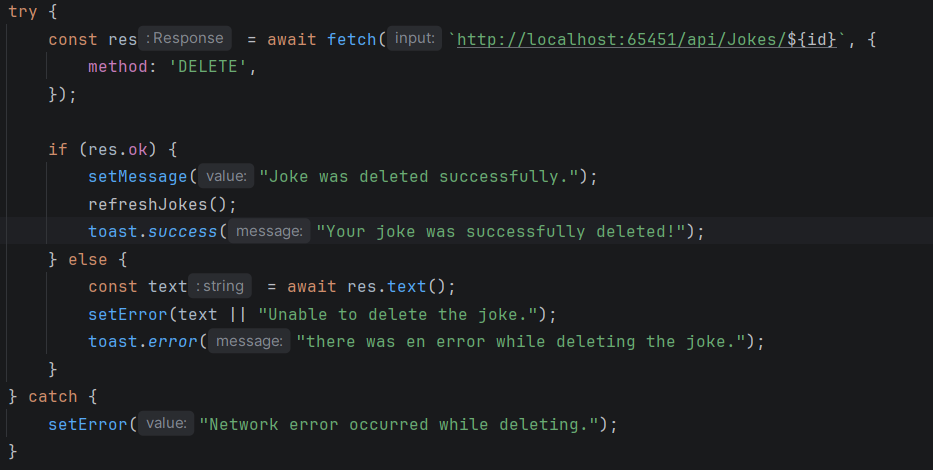 try {
const res : Response = await fetch( input: `http://localhost:65451/api/Jokes/${id}`, {
method: 'DELETE',
});
if (res.ok) {
setMessage( value: "Joke was deleted successfully.");
refreshJokes();
toast.success( message: "Your joke was successfully deleted!");
} else {
const text : string = await res.text();
setError(text || "Unable to delete the joke.");
toast.error( message: "there was en error while deleting the joke.");
}
} catch {
setError( value: "Network error occurred while deleting.");
}